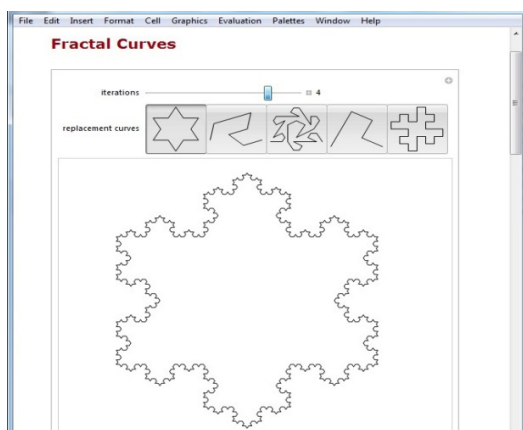 File Edit Insert Format Cell Graphics Evaluation Palettes Window Help
Fractal Curves
iterations 4
replacement curves